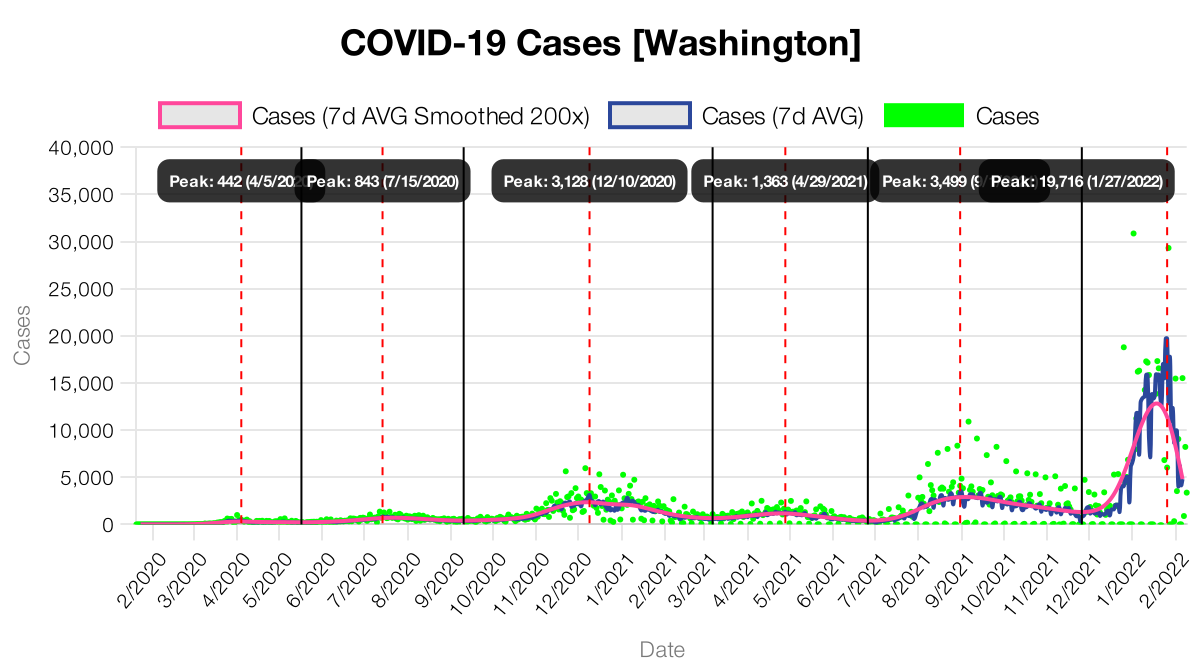 COVID-19 Cases [Washington]
Cases (7d AVG Smoothed 200x)
Cases (7d AVG)
Cases
40,000
35,000
30,000
25,000
20,000
15,000
10,000
5,000
0
Cases
Peak: 442 (4/5/202
Peak: 843 (7/15/2020)
Peak: 3,128 (12/10/2020)
Peak: 1,363 (4/29/2021)
Peak: 3,499 (9/
Peak: 19,716 (1/27/2022)
2/2020
3/2020
4/2020
5/2020
6/2020
7/2020
8/2020
9/2020
10/2020
11/2020
12/2020
1/2021
2/2021
3/2021
4/2021
5/2021
6/2021
7/2021
8/2021
9/2021
10/2021
11/2021
12/2021
1/2022
2/2022
Date